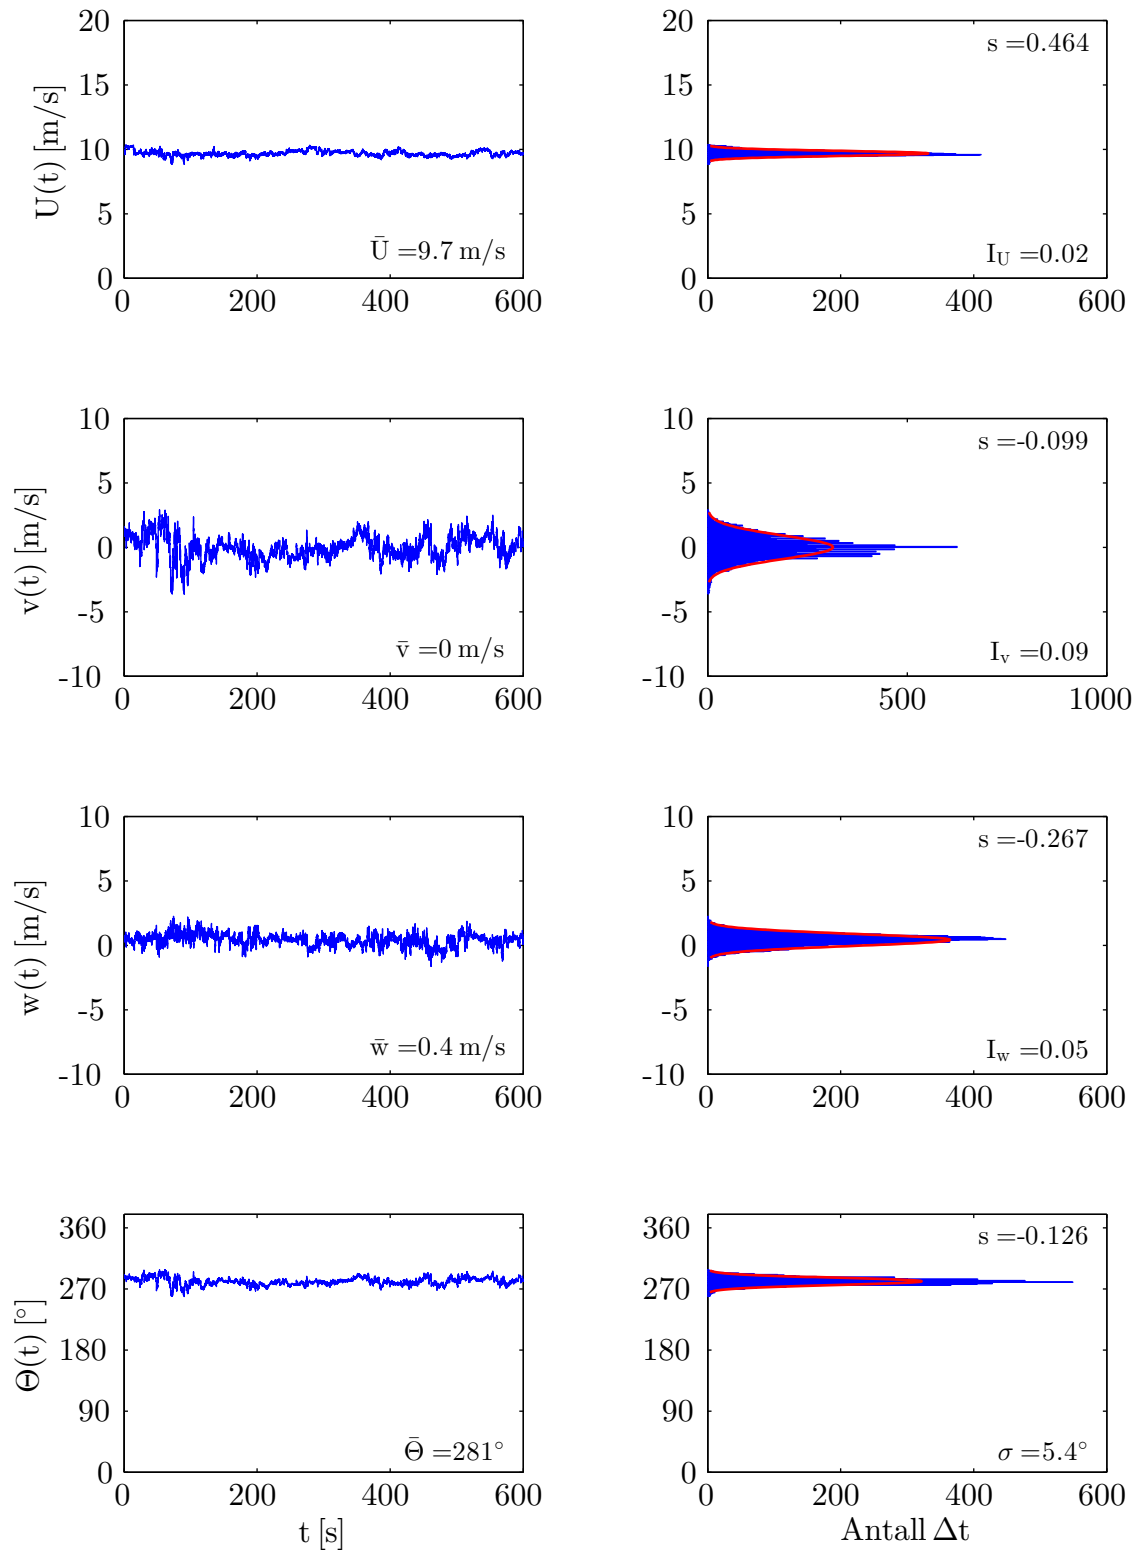 20
15
10
5
0
U(t) [m/s]
Ū =9.7 m/s
0 200 400 600
s =0.464
20
15
10
5
0
I_U =0.02
0 200 400 600
10
5
0
-5
-10
v(t) [m/s]
v̄ =0 m/s
0 200 400 600
s =-0.099
10
5
0
-5
-10
I_v =0.09
0 500 1000
10
5
0
-5
-10
w(t) [m/s]
w̄ =0.4 m/s
0 200 400 600
s =-0.267
10
5
0
-5
-10
I_w =0.05
0 200 400 600
360
270
180
90
0
Θ(t) [°]
Θ̄ =281°
0 200 400 600
t [s]
s =-0.126
360
270
180
90
0
σ =5.4°
0 200 400 600
Antall Δt